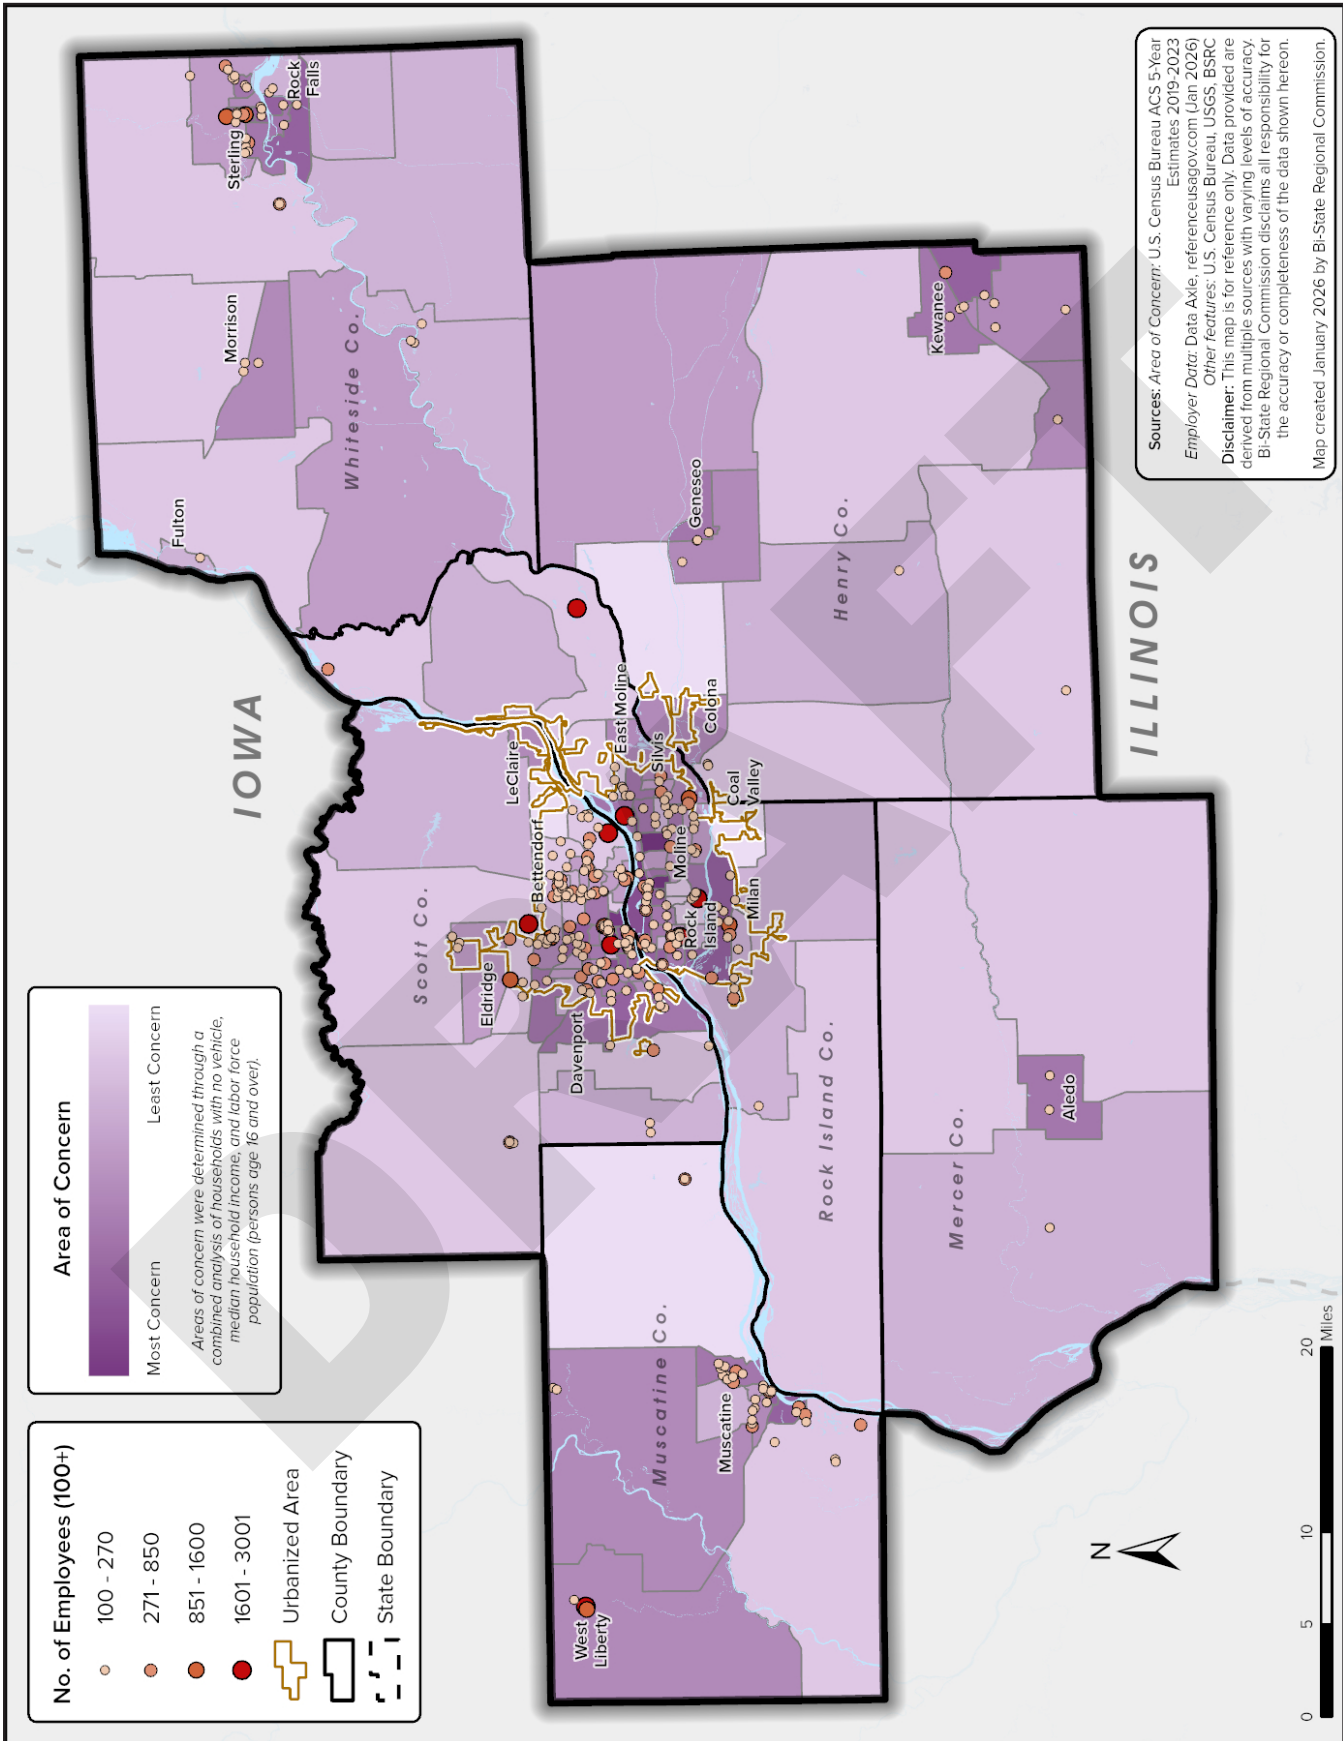 No. of Employees (100+)
100 - 270
271 - 850
851 - 1600
1601 - 3001
Urbanized Area
County Boundary
State Boundary
Area of Concern
Most Concern
Least Concern
Areas of concern were determined through a
combined analysis of households with no vehicle,
median household income, and labor force
population (persons age 16 and over).
IOWA
ILLINOIS
Scott Co.
Whiteside Co.
Muscatine Co.
Rock Island Co.
Mercer Co.
Henry Co.
Fulton
Morrison
Sterling
Rock
Falls
Eldridge
LeClaire
Bettendorf
Davenport
East Moline
Silvis
Colona
Moline
Coal
Valley
Rock
Island
Milan
Geneseo
Kewanee
West
Liberty
Muscatine
Aledo
DRAFT
N
0
5
10
20
Miles
Sources: Area of Concern: U.S. Census Bureau ACS 5-Year
Estimates 2019-2023
Employer Data: Data Axle, referenceusagov.com (Jan 2026)
Other features: U.S. Census Bureau, USGS, BSRC
Disclaimer: This map is for reference only. Data provided are
derived from multiple sources with varying levels of accuracy.
Bi-State Regional Commission disclaims all responsibility for
the accuracy or completeness of the data shown hereon.
Map created January 2026 by Bi-State Regional Commission.